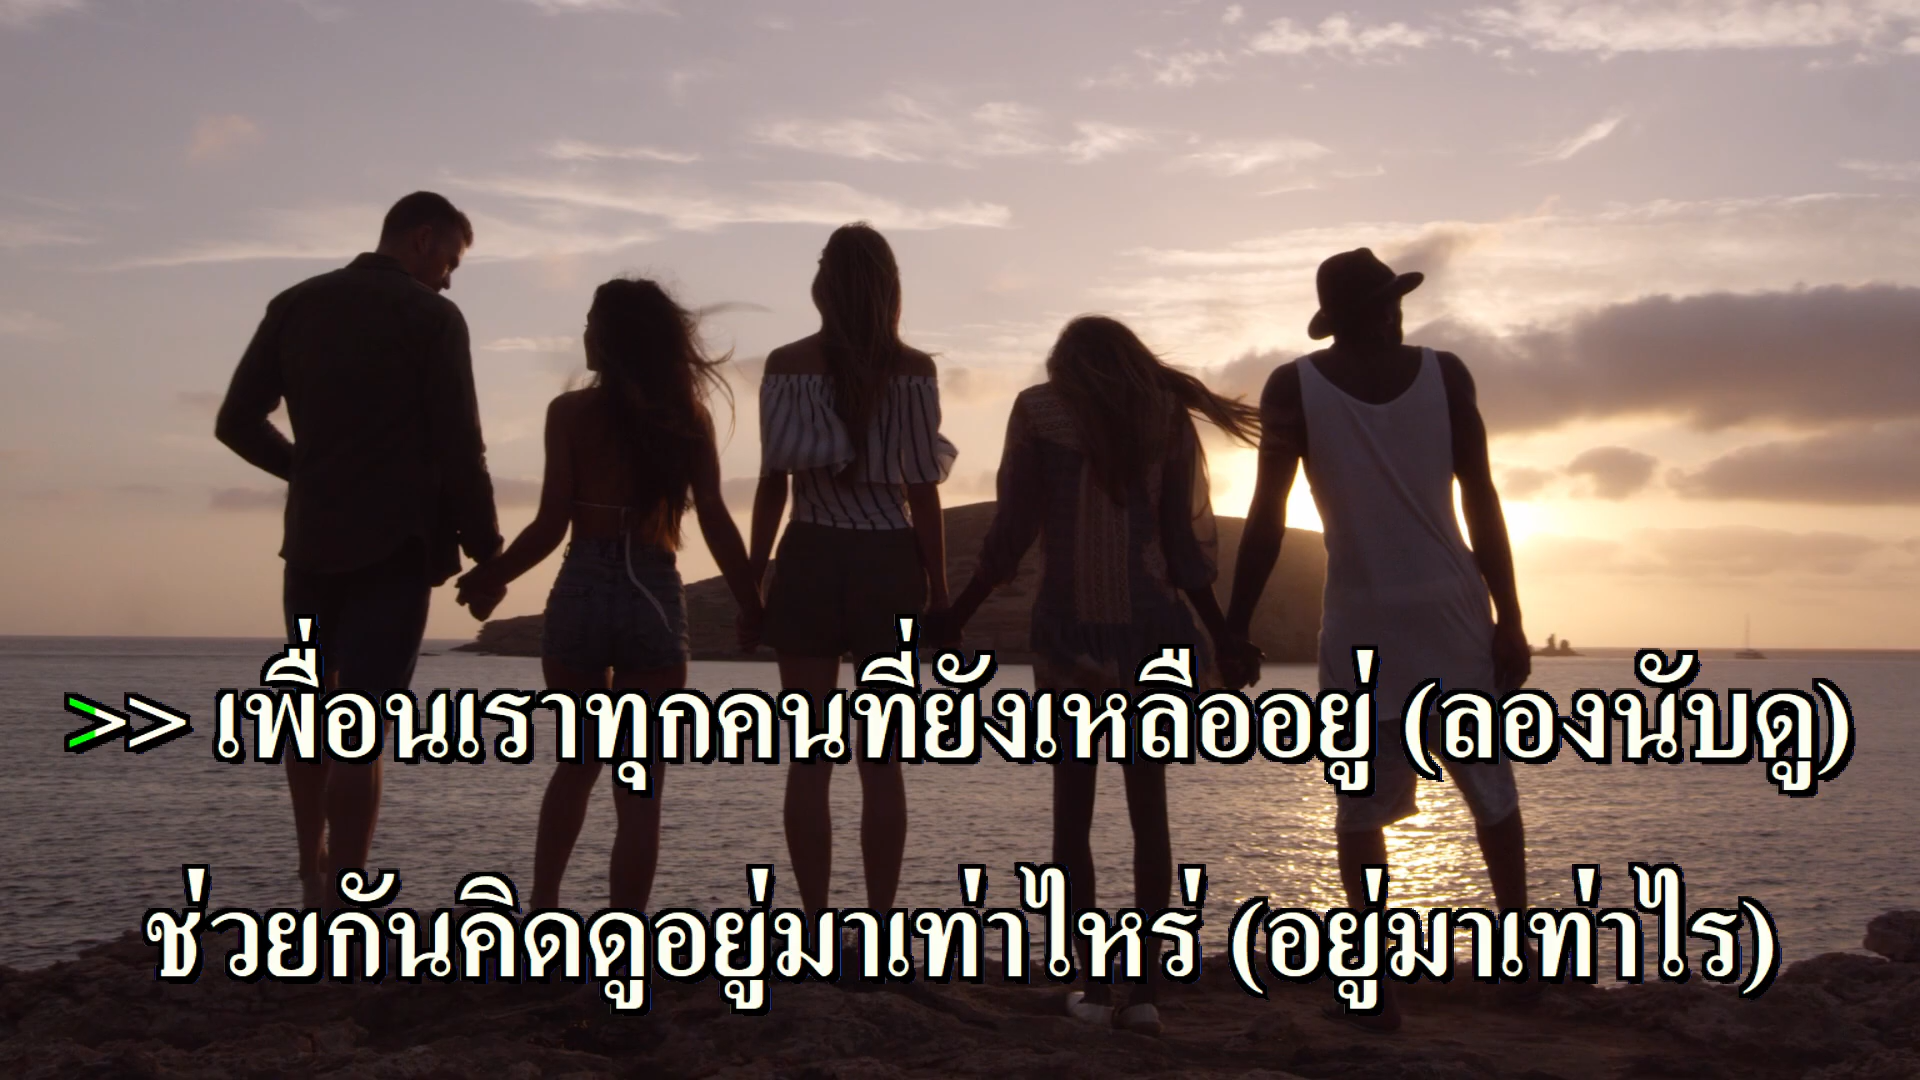 >> เพื่อนเราทุกคนที่ยังเหลืออยู่ (ลองนับดู)
ช่วยกันคิดดูอยู่มาเท่าไหร่ (อยู่มาเท่าไร)